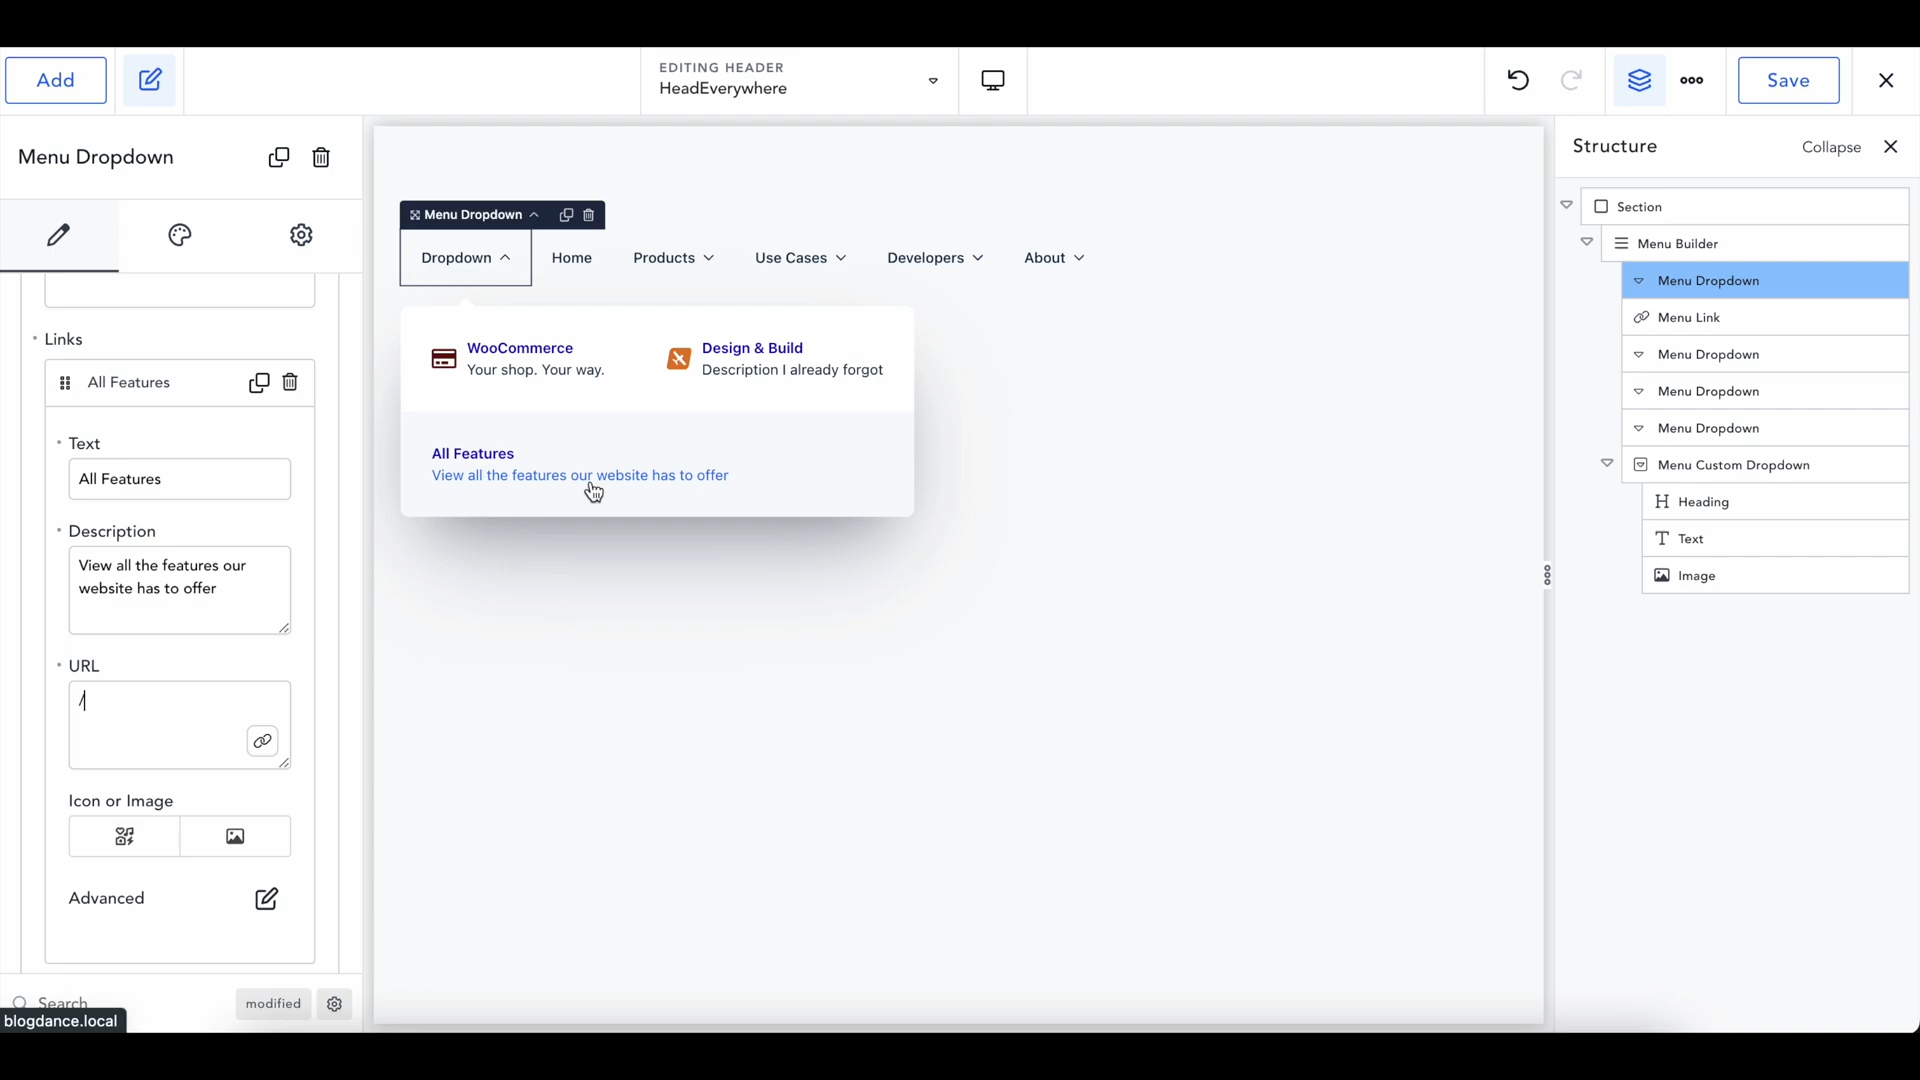 Add
EDITING HEADER
HeadEverywhere
Save
Menu Dropdown
Links
All Features
Text
All Features
Description
View all the features our
website has to offer
URL
/
Icon or Image
Advanced
Search
modified
blogdance.local
Menu Dropdown
Dropdown
Home
Products
Use Cases
Developers
About
WooCommerce
Your shop. Your way.
Design & Build
Description I already forgot
All Features
View all the features our website has to offer
Structure
Collapse
Section
Menu Builder
Menu Dropdown
Menu Link
Menu Dropdown
Menu Dropdown
Menu Dropdown
Menu Custom Dropdown
Heading
Text
Image